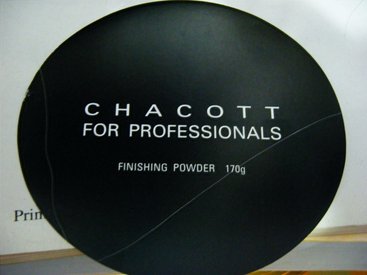 CHACOTT
FOR PROFESSIONALS
FINISHING POWDER 170g